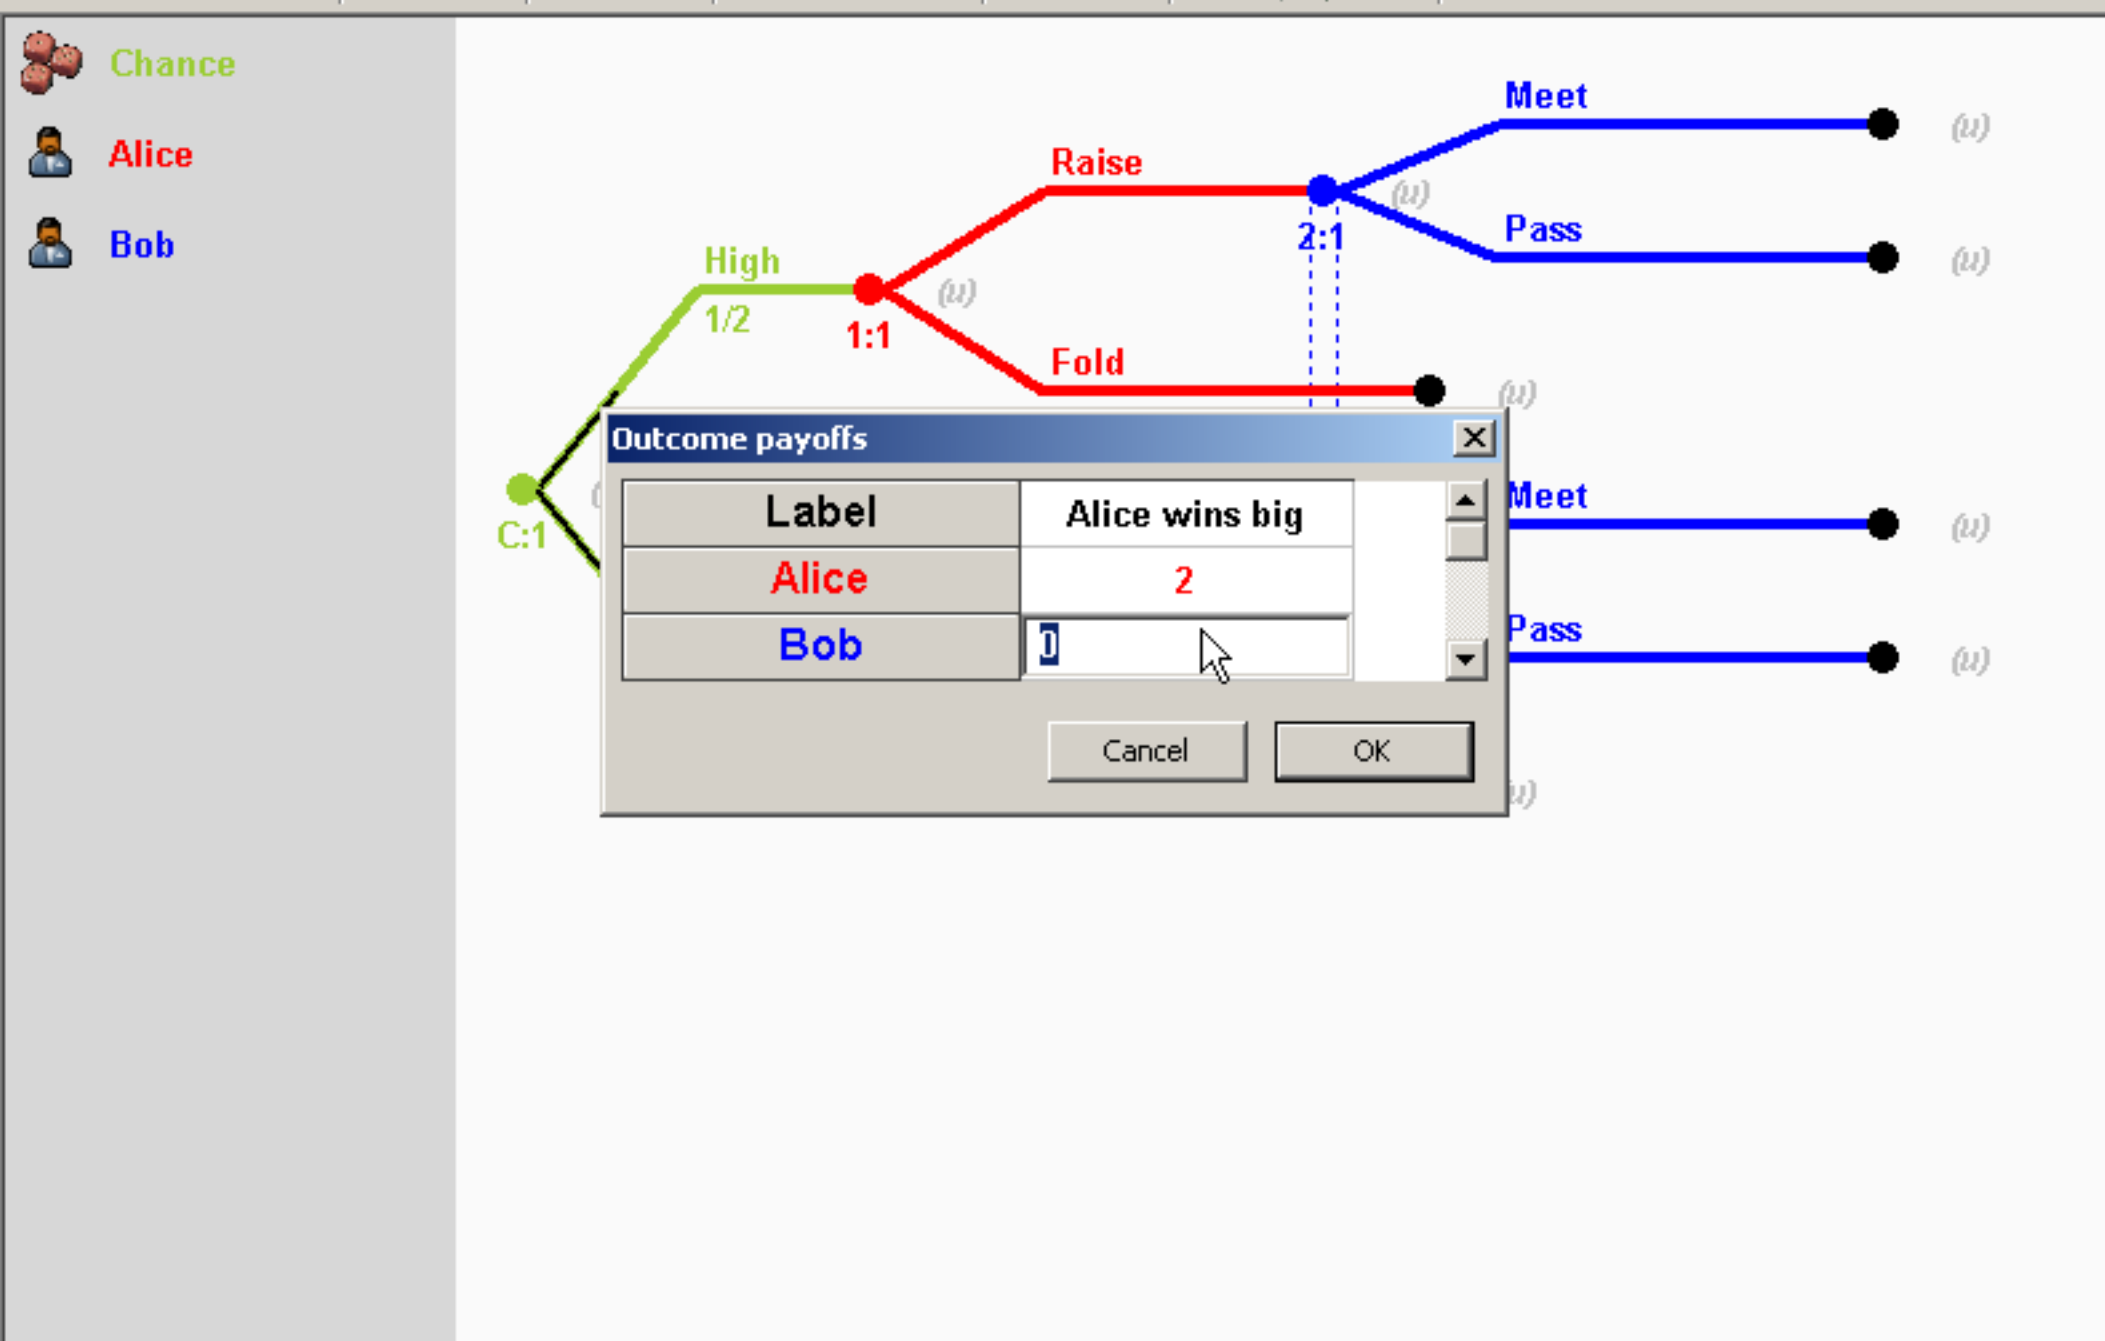 Chance
Alice
Bob
Meet
(u)
Raise
(u)
2:1
Pass
(u)
High
1/2
(u)
1:1
Fold
(u)
Outcome payoffs
Label
Alice wins big
Alice
2
Bob
0
Cancel
OK
C:1
Meet
(u)
Pass
(u)
u)